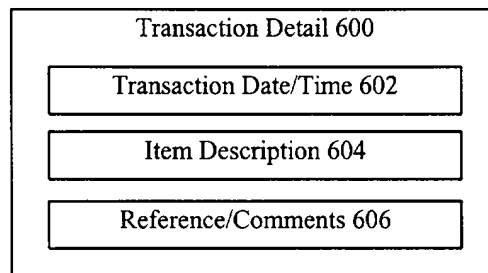 Transaction Detail 600
Transaction Date/Time 602
Item Description 604
Reference/Comments 606